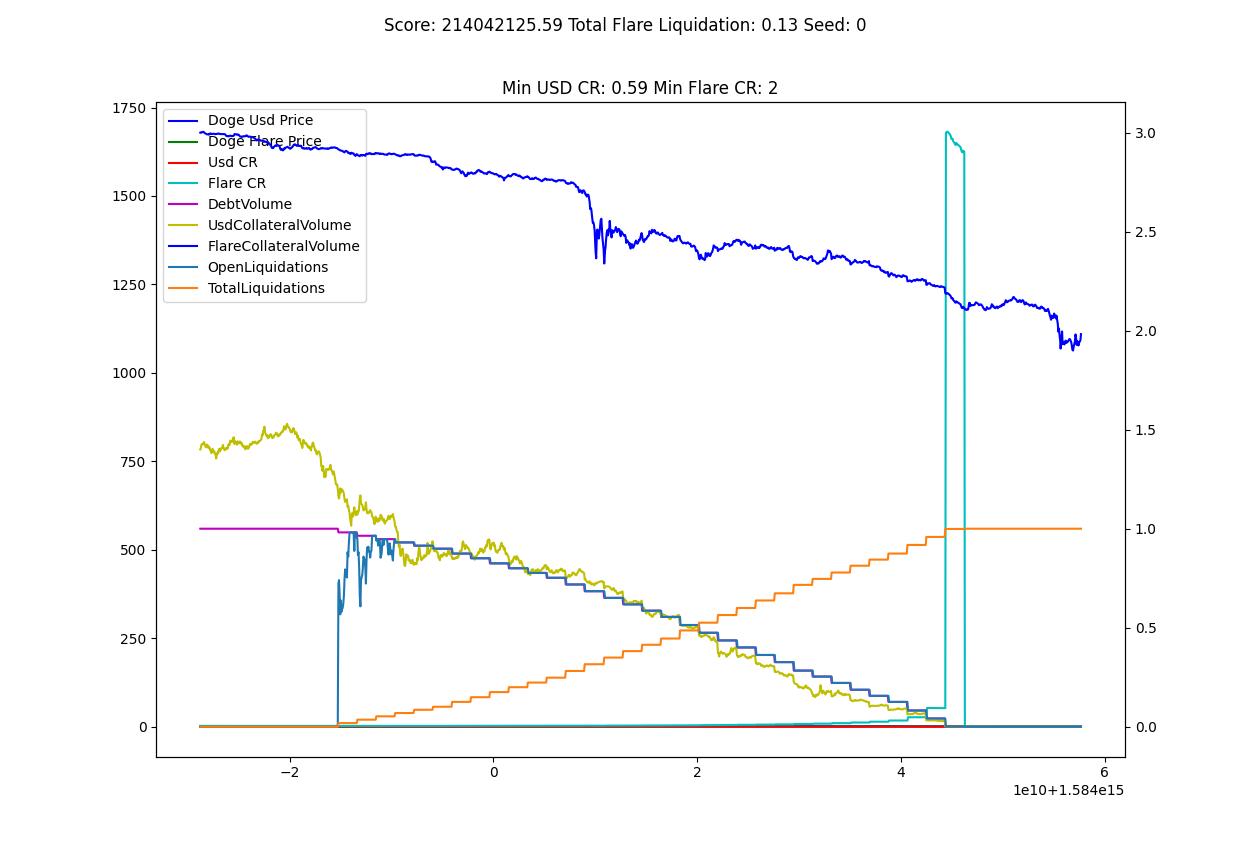 Score: 214042125.59 Total Flare Liquidation: 0.13 Seed: 0
Min USD CR: 0.59 Min Flare CR: 2
Doge Usd Price
Doge Flare Price
Usd CR
Flare CR
DebtVolume
UsdCollateralVolume
FlareCollateralVolume
OpenLiquidations
TotalLiquidations
1750
1500
1250
1000
750
500
250
0
3.0
2.5
2.0
1.5
1.0
0.5
0.0
−2
0
2
4
6
1e10+1.584e15